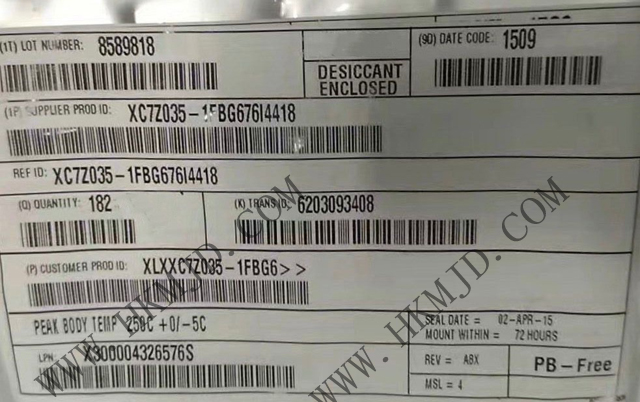 (1T) LOT NUMBER: 8589818
DESICCANT
ENCLOSED
(9D) DATE CODE: 1509
(1P) SUPPLIER PROD ID: XC7Z035-1FBG676I4418
REF ID: XC7Z035-1FBG676I4418
(Q) QUANTITY: 182
(K) TRANS ID: 6203093408
(P) CUSTOMER PROD ID: XLXXC7Z035-1FBG6>>
PEAK BODY TEMP 250C +0/-5C
SEAL DATE = 02-APR-15
MOUNT WITHIN = 72 HOURS
LPN: X300004326576S
REV = ABX
MSL = 4
PB-Free
WWW.HKMJD.COM
WWW.HKMJD.COM